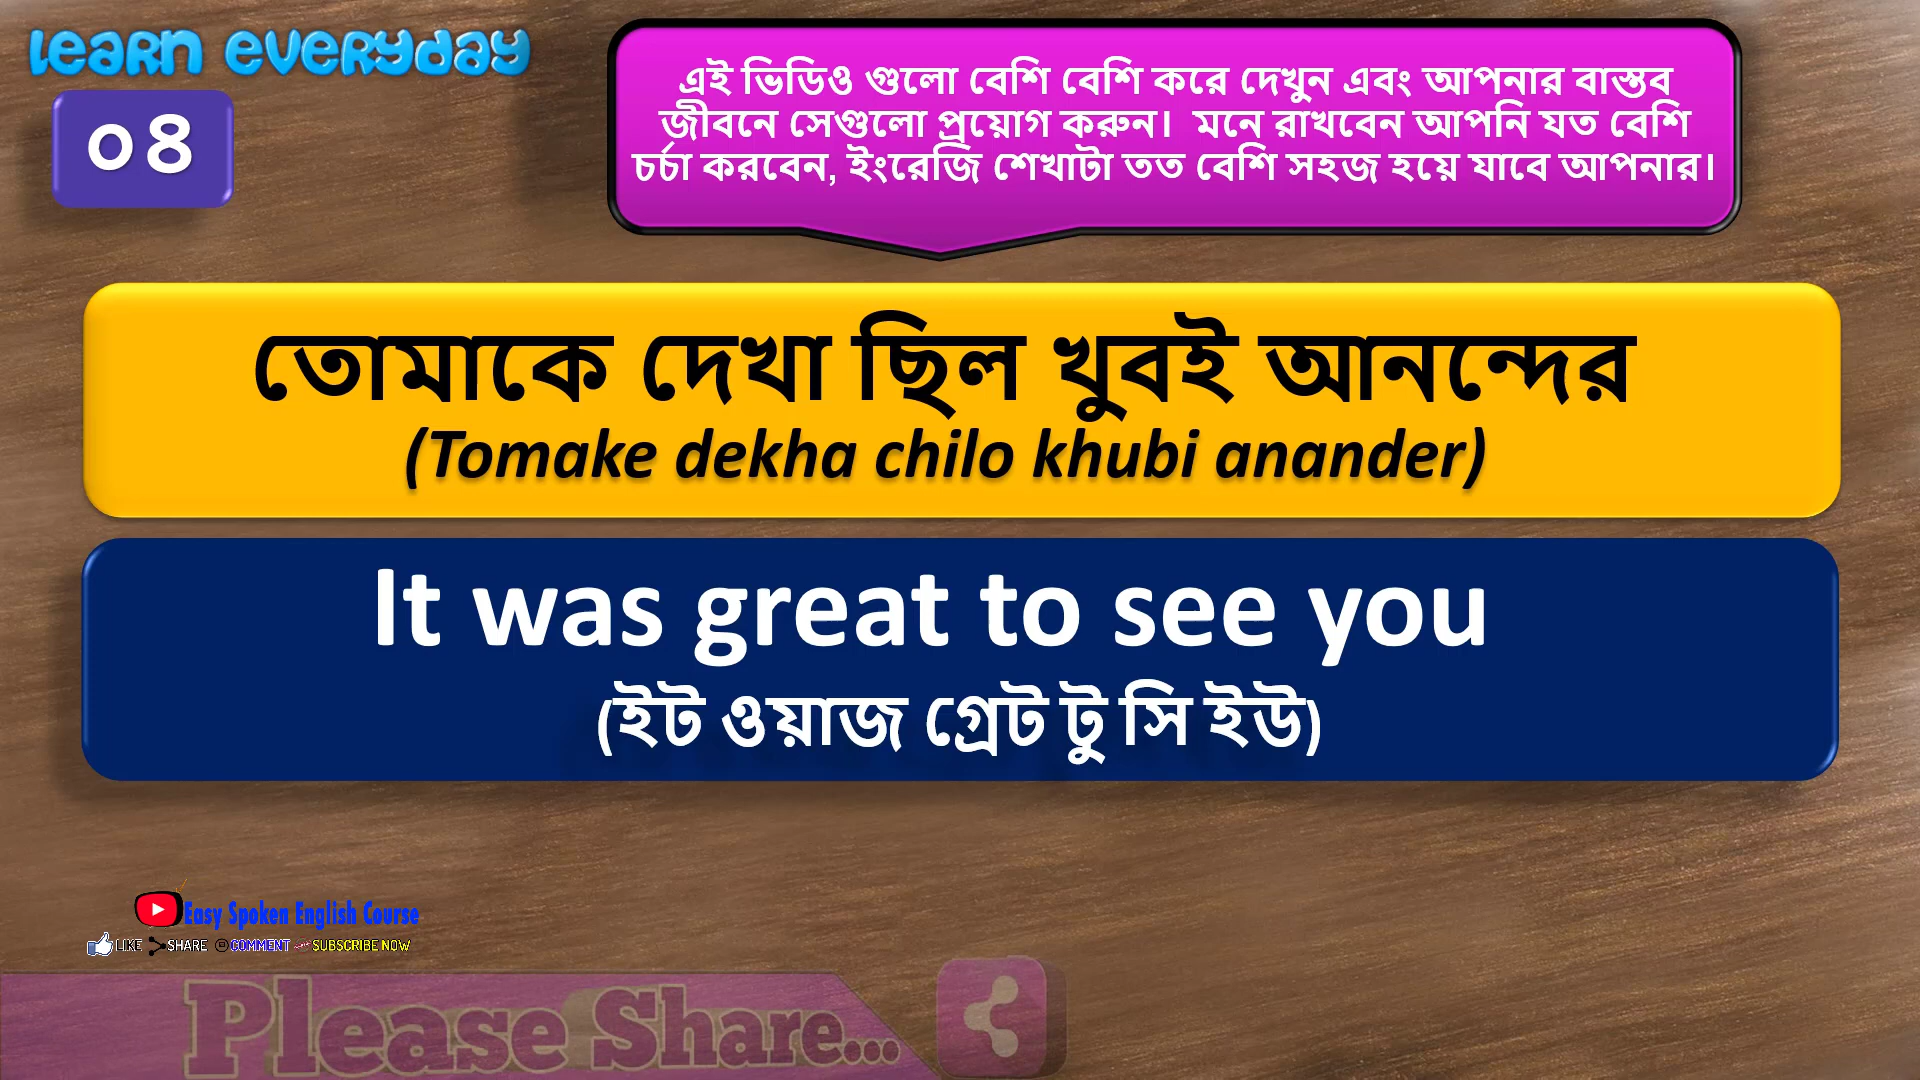 Learn Everyday
08
এই ভিডিও গুলো বেশি বেশি করে দেখুন এবং আপনার বাস্তব
জীবনে সেগুলো প্রয়োগ করুন। মনে রাখবেন আপনি যত বেশি
চর্চা করবেন, ইংরেজি শেখাটা তত বেশি সহজ হয়ে যাবে আপনার।
তোমাকে দেখা ছিল খুবই আনন্দের
(Tomake dekha chilo khubi anander)
It was great to see you
(ইট ওয়াজ গ্রেট টু সি ইউ)
Easy Spoken English Course
LIKE SHARE COMMENT SUBSCRIBE NOW
Please Share...